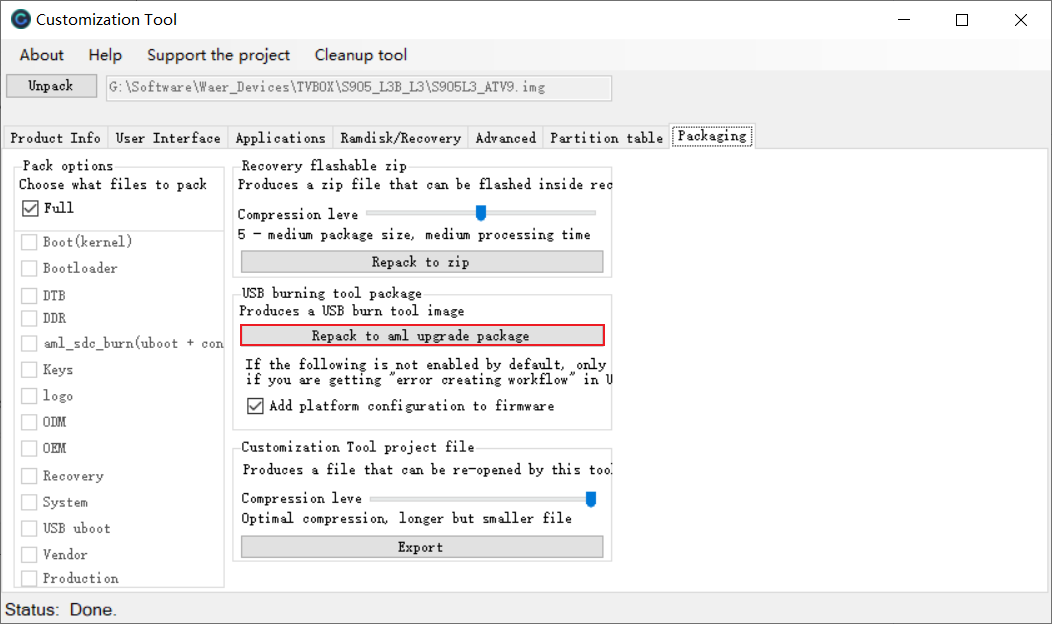 Customization Tool
About Help Support the project Cleanup tool
Unpack G:\Software\Waer_Devices\TVBOX\S905_L3B_L3\S905L3_ATV9.img
Product Info User Interface Applications Ramdisk/Recovery Advanced Partition table Packaging
Pack options
Choose what files to pack
Full
Boot(kernel)
Bootloader
DTB
DDR
aml_sdc_burn(uboot + con
Keys
logo
ODM
OEM
Recovery
System
USB uboot
Vendor
Production
Recovery flashable zip
Produces a zip file that can be flashed inside rec
Compression leve
5 - medium package size, medium processing time
Repack to zip
USB burning tool package
Produces a USB burn tool image
Repack to aml upgrade package
If the following is not enabled by default, only
if you are getting "error creating workflow" in U
Add platform configuration to firmware
Customization Tool project file
Produces a file that can be re-opened by this tool
Compression leve
Optimal compression, longer but smaller file
Export
Status: Done.